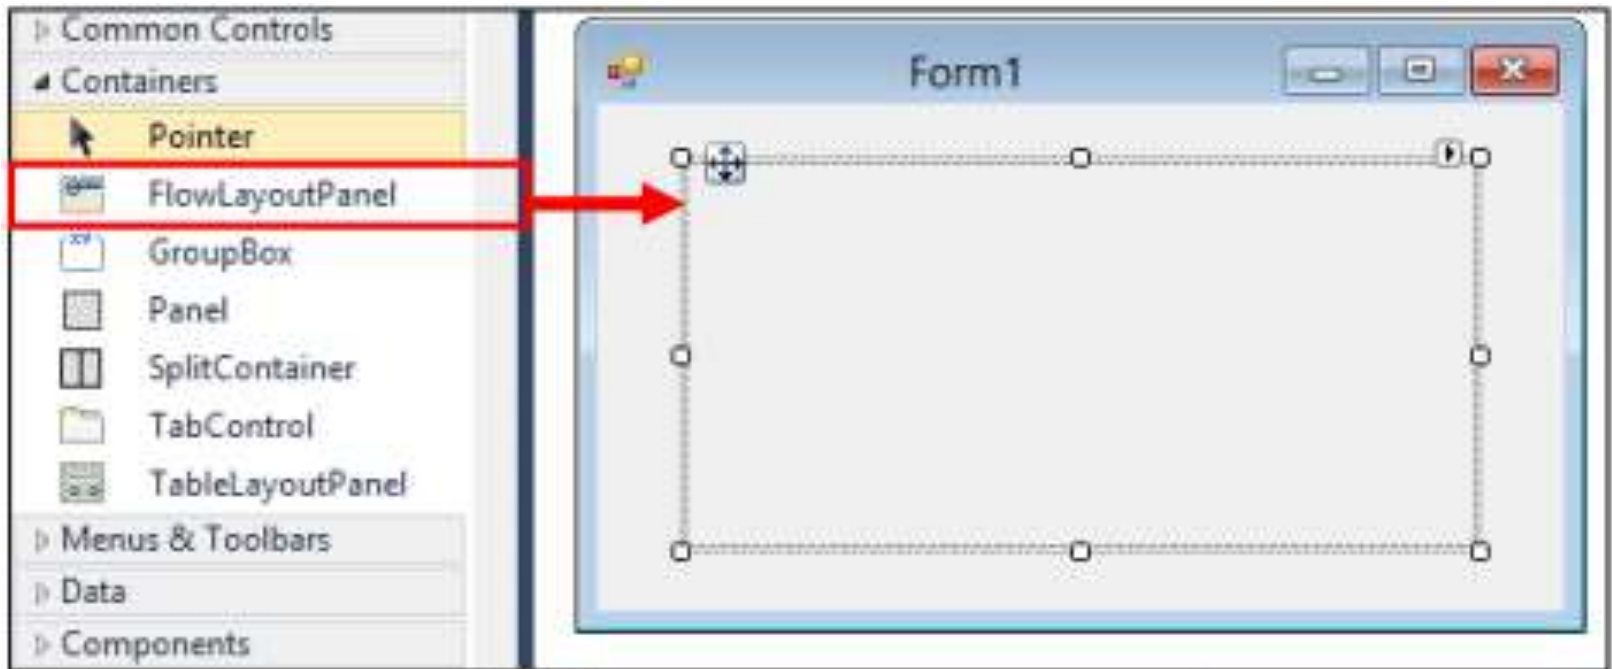 Common Controls
Containers
Pointer
FlowLayoutPanel
GroupBox
Panel
SplitContainer
TabControl
TableLayoutPanel
Menus & Toolbars
Data
Components
Form1